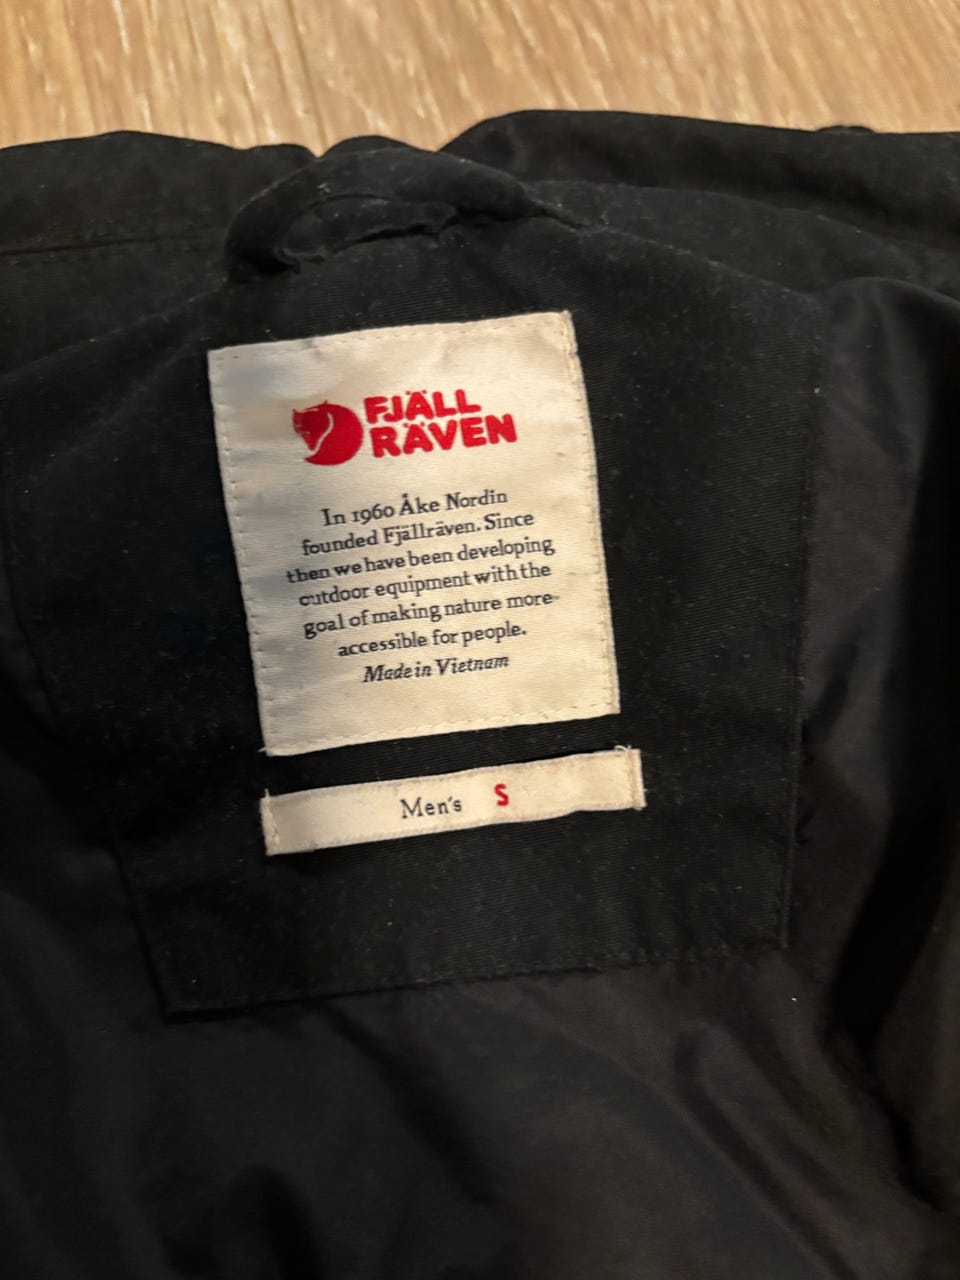 FJÄLL
RÄVEN
In 1960 Åke Nordin
founded Fjällräven. Since
then we have been developing
outdoor equipment with the
goal of making nature more
accessible for people.
Made in Vietnam
Men's S